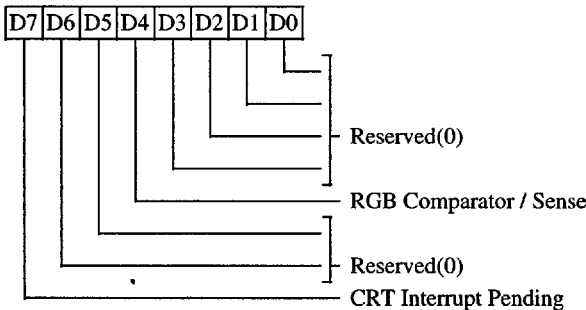 D7 D6 D5 D4 D3 D2 D1 D0
Reserved(0)
RGB Comparator / Sense
Reserved(0)
CRT Interrupt Pending